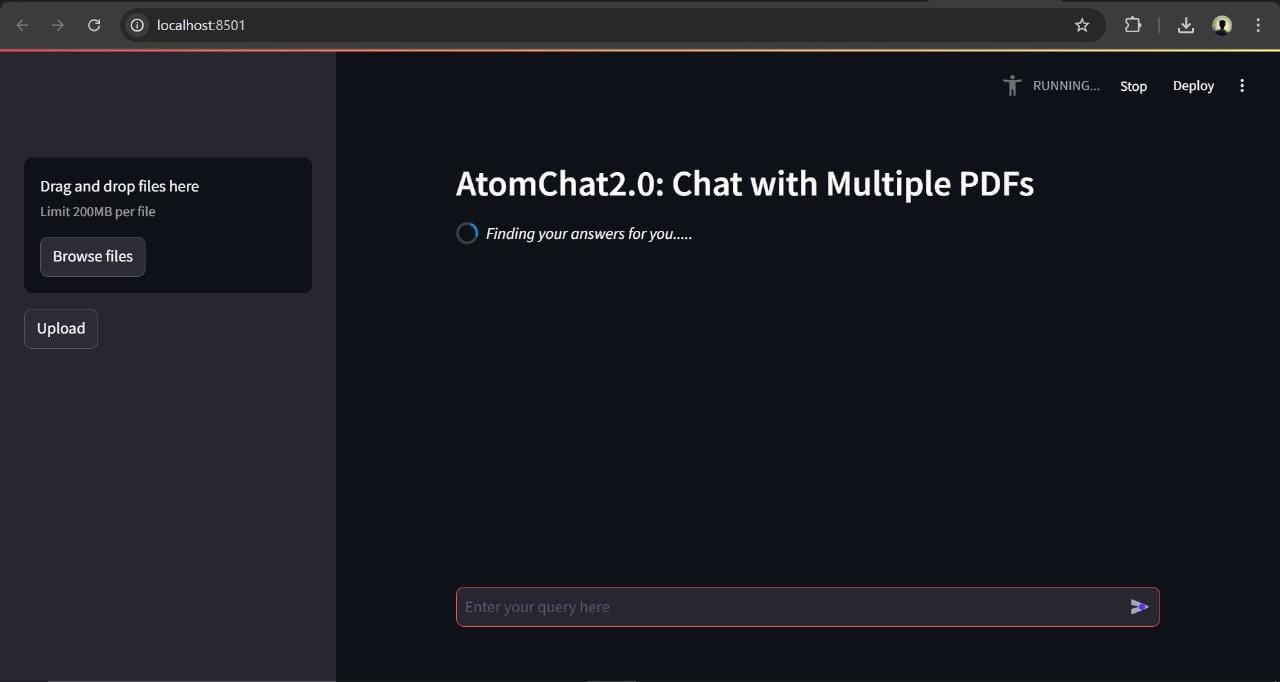 localhost:8501
RUNNING...
Stop
Deploy
Drag and drop files here
Limit 200MB per file
Browse files
Upload
AtomChat2.0: Chat with Multiple PDFs
Finding your answers for you.....
Enter your query here